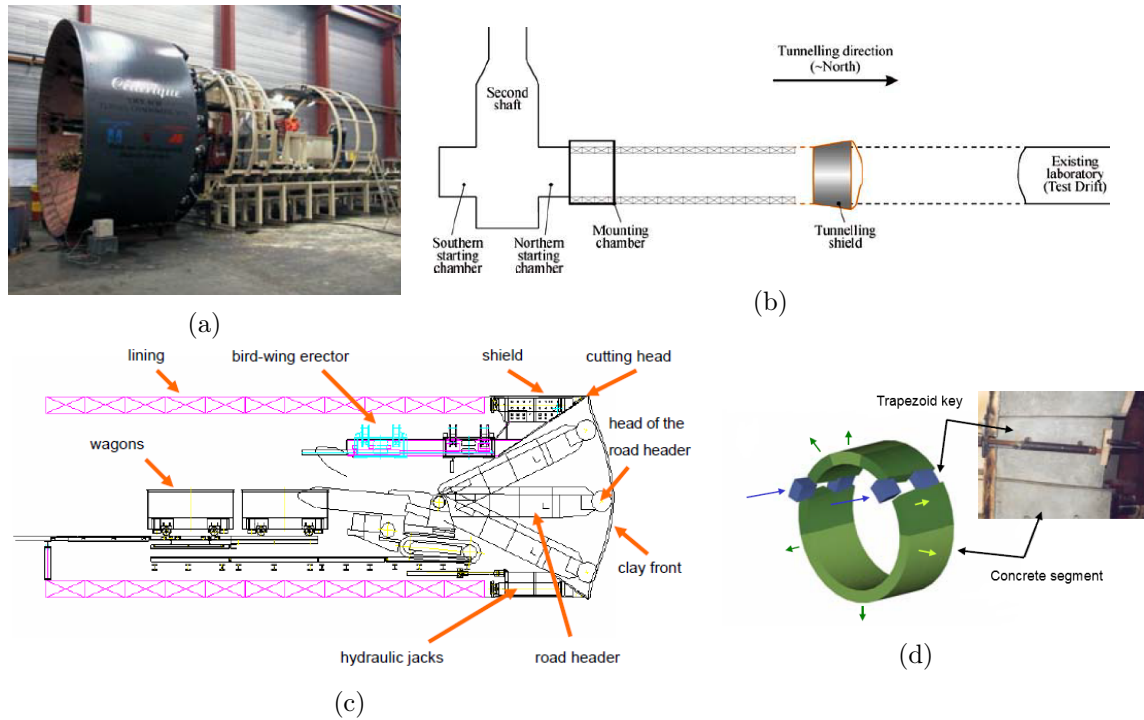 Cédérique
Tunnelling direction
(~North)
Second
shaft
Existing
laboratory
(Test Drift)
Southern
starting
chamber
Northern
starting
chamber
Mounting
chamber
Tunnelling
shield
(a)
(b)
lining
bird-wing erector
shield
cutting head
wagons
head of the
road header
clay front
hydraulic jacks
road header
(c)
Trapezoid key
Concrete segment
(d)